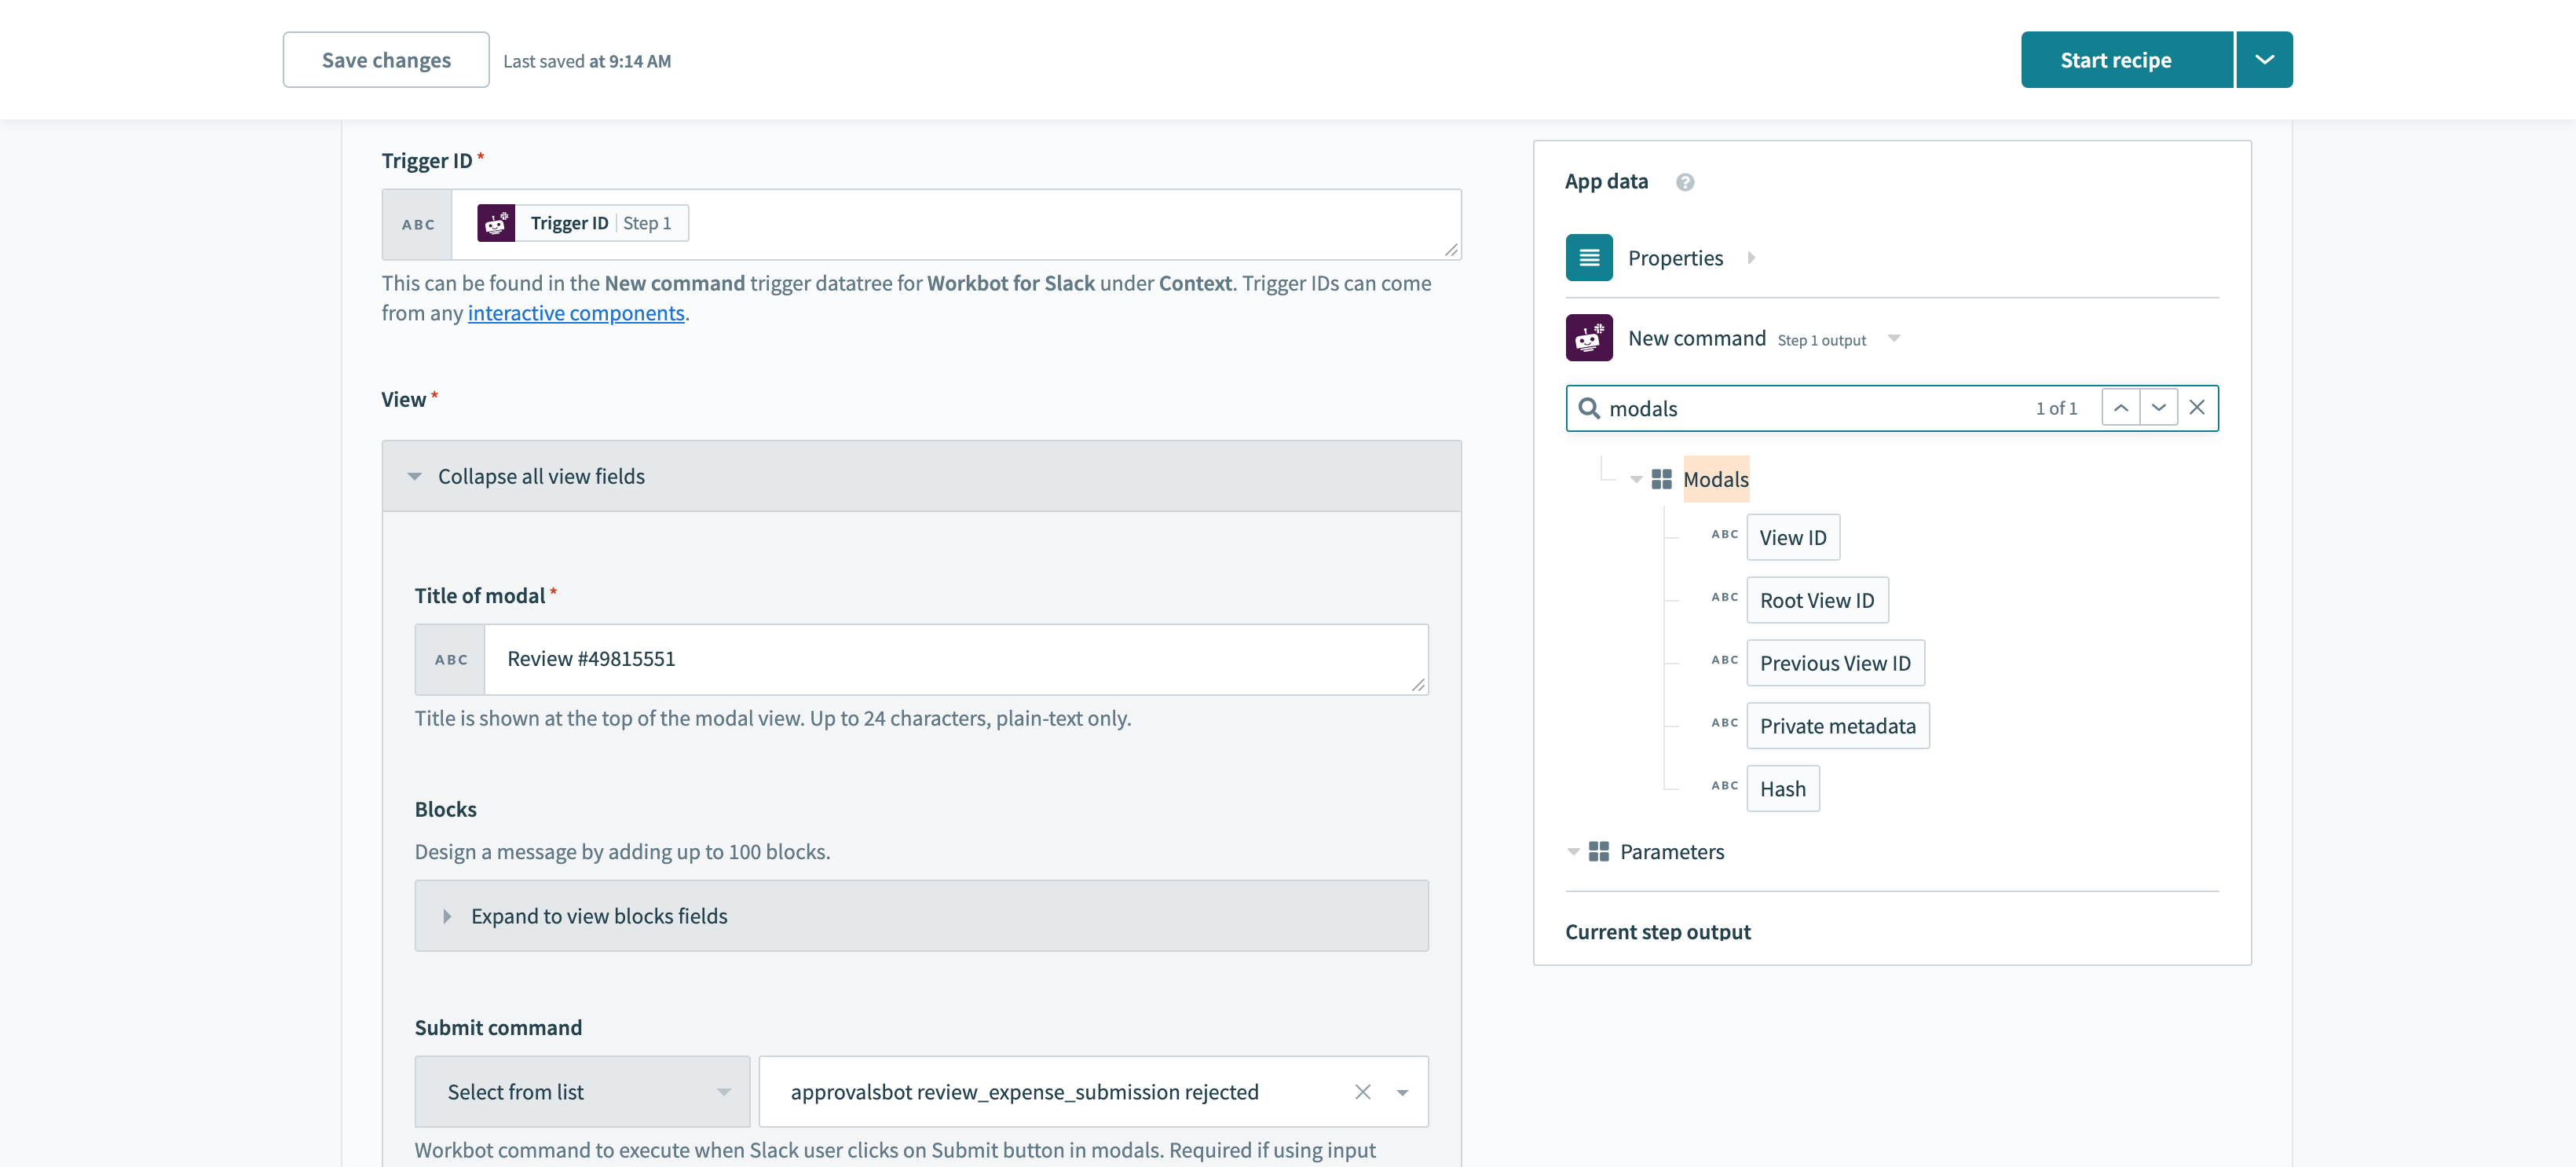 Save changes
Last saved at 9:14 AM
Start recipe
Trigger ID *
ABC
Trigger ID | Step 1
This can be found in the New command trigger datatree for Workbot for Slack under Context. Trigger IDs can come
from any interactive components.
View *
Collapse all view fields
Title of modal *
ABC
Review #49815551
Title is shown at the top of the modal view. Up to 24 characters, plain-text only.
Blocks
Design a message by adding up to 100 blocks.
Expand to view blocks fields
Submit command
Select from list
approvalsbot review_expense_submission rejected
Workbot command to execute when Slack user clicks on Submit button in modals. Required if using input
App data ?
Properties
New command Step 1 output
modals 1 of 1
Modals
ABC View ID
ABC Root View ID
ABC Previous View ID
ABC Private metadata
ABC Hash
Parameters
Current step output